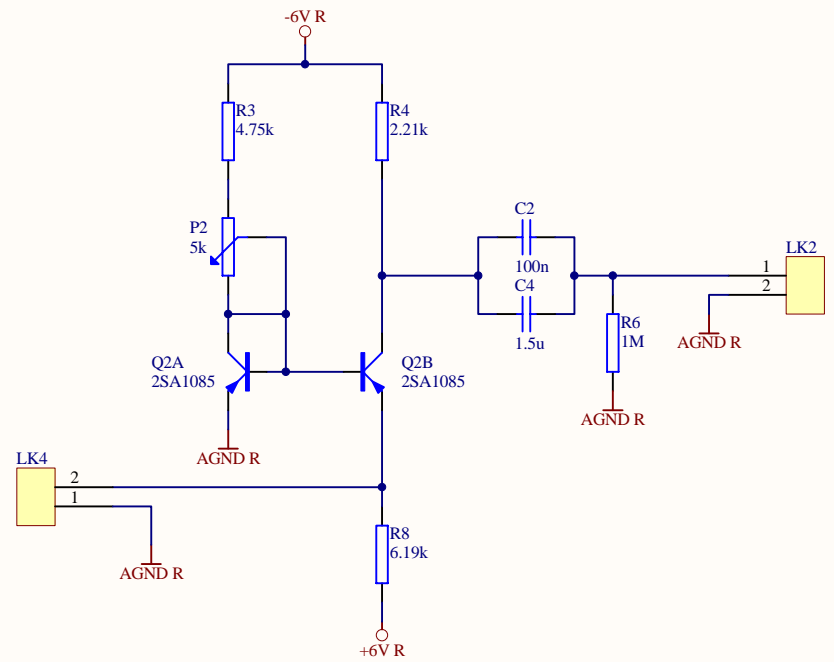 -6V R
R3
4.75k
R4
2.21k
P2
5k
C2
100n
C4
1.5u
LK2
1
2
AGND R
R6
1M
AGND R
Q2A
2SA1085
Q2B
2SA1085
AGND R
LK4
2
1
AGND R
R8
6.19k
+6V R